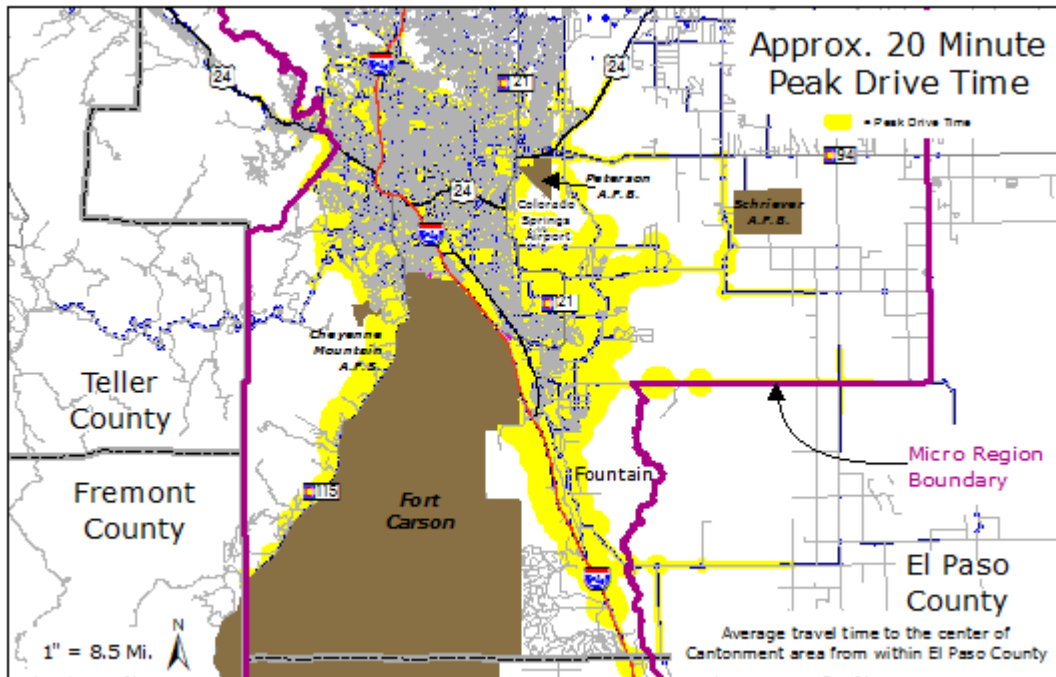 Approx. 20 Minute
Peak Drive Time
= Peak Drive Time
24
21
24
94
Peterson
A.F.B.
Schriever
A.F.B.
24
Colorado
Springs
Airport
21
Cheyenne
Mountain
A.F.S.
Teller
County
Micro Region
Boundary
Fountain
115
Fremont
County
Fort
Carson
El Paso
County
N
1" = 8.5 Mi.
Average travel time to the center of
Cantonment area from within El Paso County